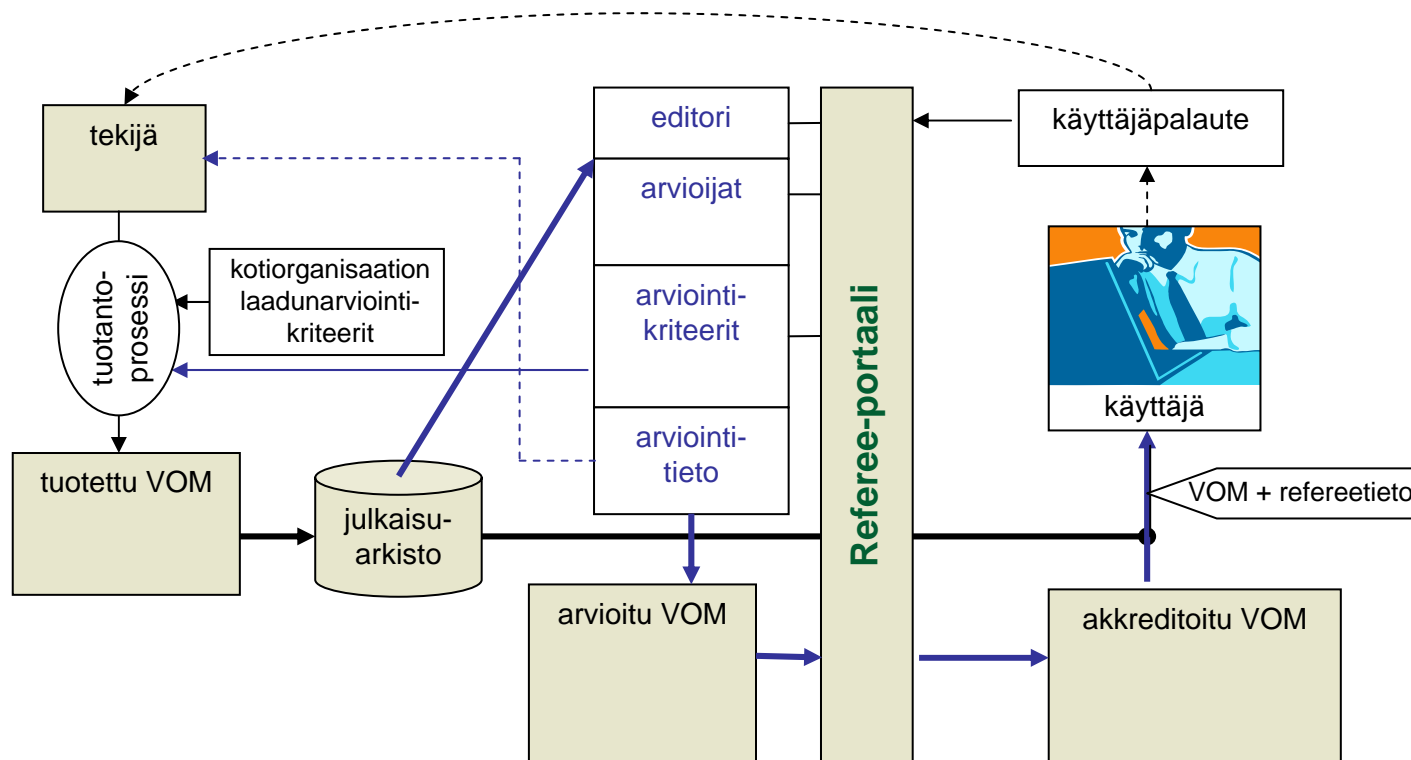 tekijä
editori
käyttäjäpalaute
arvioijat
kotiorganisaation
laadunarviointi-
kriteerit
tuotanto-
prosessi
arviointi-
kriteerit
Referee-portaali
käyttäjä
arviointi-
tieto
tuotettu VOM
julkaisu-
arkisto
VOM + refereetieto
arvioitu VOM
akkreditoitu VOM